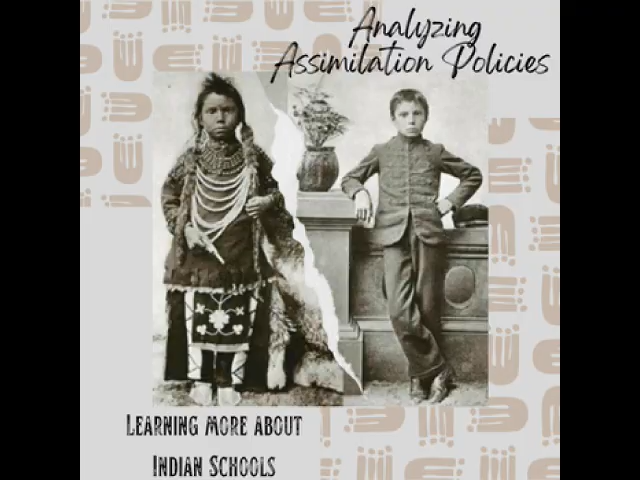 Analyzing
Assimilation Policies
Learning more about
Indian Schools